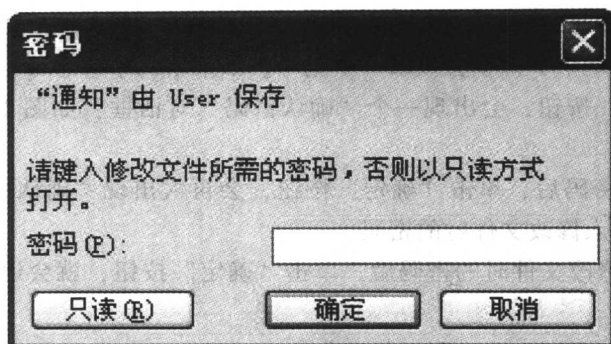 密码
“通知”由 User 保存
请键入修改文件所需的密码，否则以只读方式
打开。
密码(P):
只读(R) 确定 取消